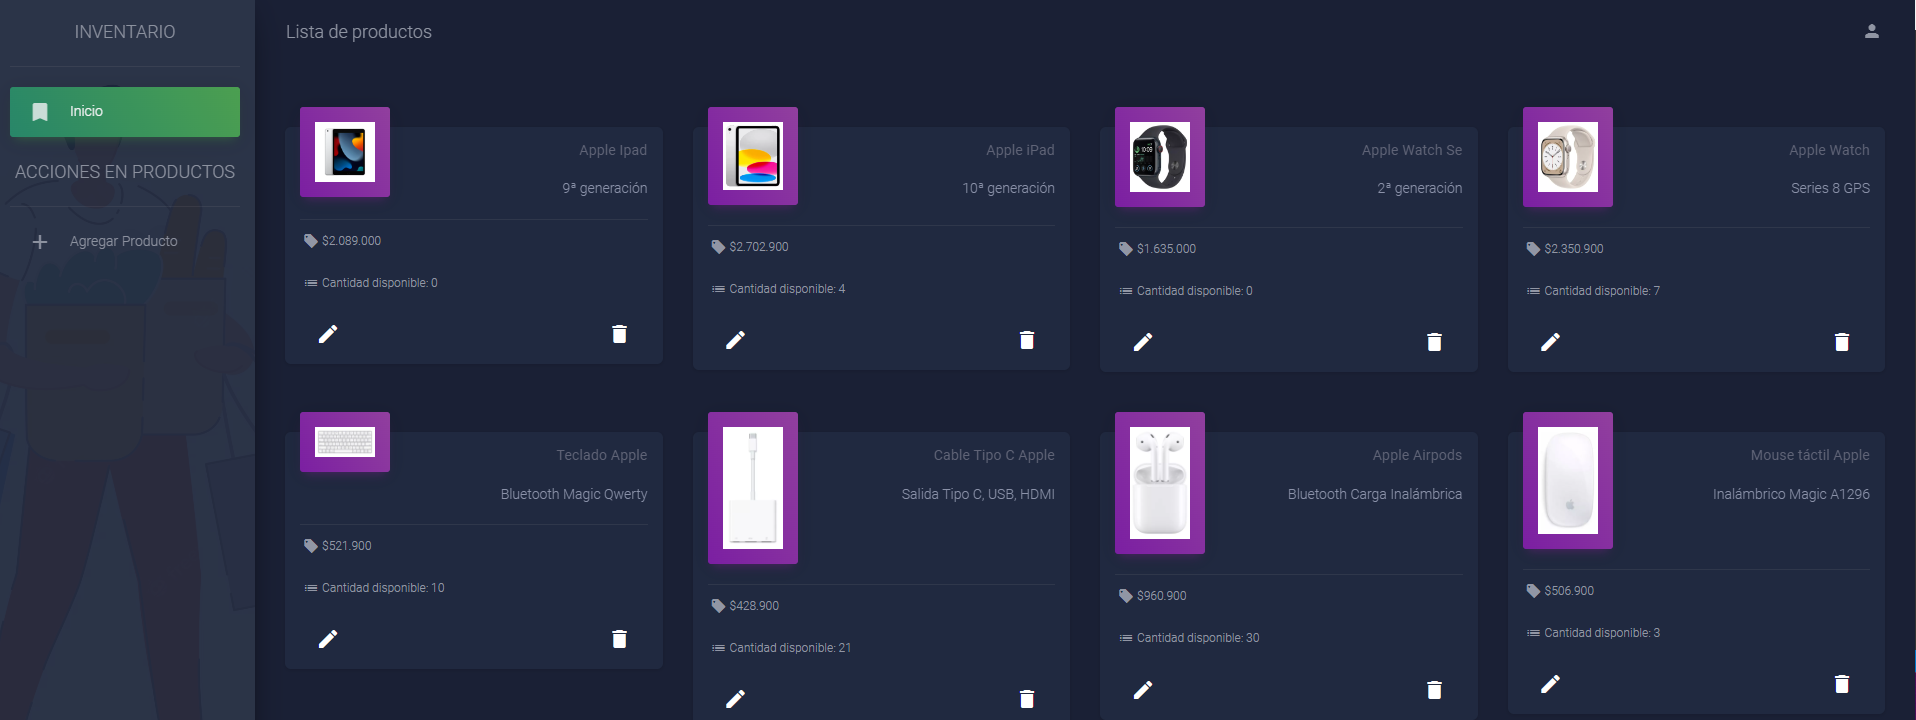 INVENTARIO
Inicio
ACCIONES EN PRODUCTOS
Agregar Producto
Lista de productos
Apple Ipad
9ª generación
$2.089.000
Cantidad disponible: 0
Apple iPad
10ª generación
$2.702.900
Cantidad disponible: 4
Apple Watch Se
2ª generación
$1.635.000
Cantidad disponible: 0
Apple Watch
Series 8 GPS
$2.350.900
Cantidad disponible: 7
Teclado Apple
Bluetooth Magic Qwerty
$521.900
Cantidad disponible: 10
Cable Tipo C Apple
Salida Tipo C, USB, HDMI
$428.900
Cantidad disponible: 21
Apple Airpods
Bluetooth Carga Inalámbrica
$960.900
Cantidad disponible: 30
Mouse táctil Apple
Inalámbrico Magic A1296
$506.900
Cantidad disponible: 3